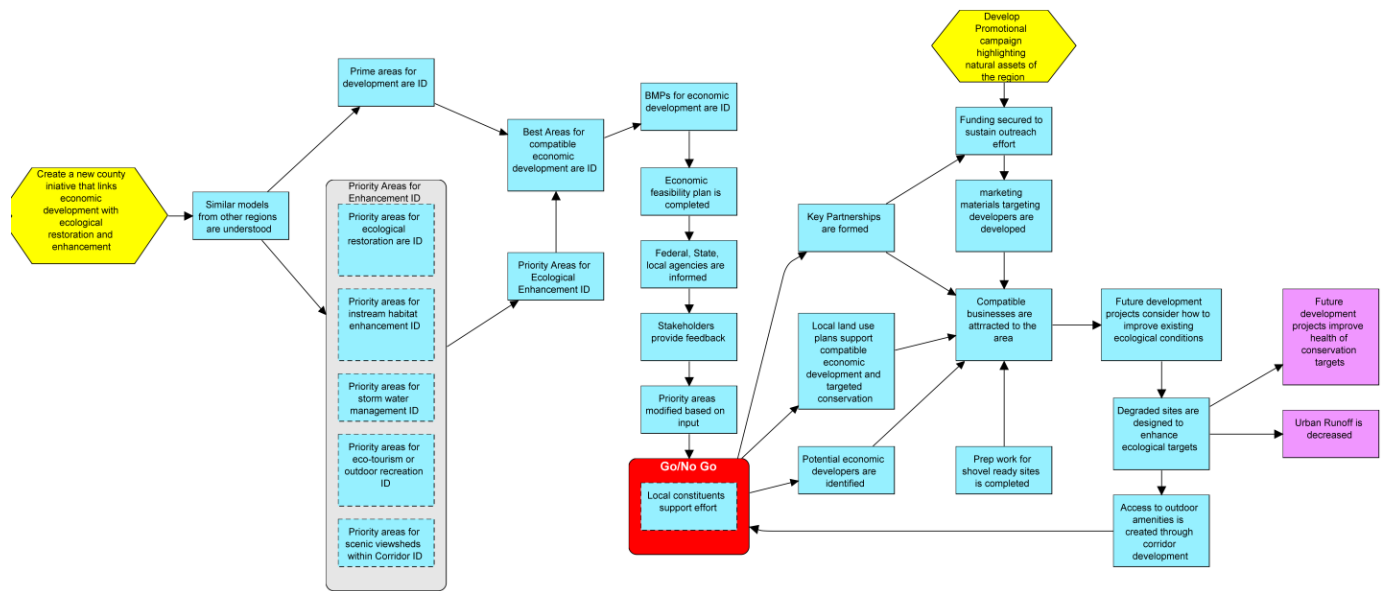 Create a new county
iniative that links
economic
development with
ecological
restoration and
enhancement
Similar models
from other regions
are understood
Prime areas for
development are ID
Priority Areas for
Enhancement ID
Priority areas for
ecological
restoration are ID
Priority areas for
instream habitat
enhancement ID
Priority areas for
storm water
management ID
Priority areas for
eco-tourism or
outdoor recreation
ID
Priority areas for
scenic viewsheds
within Corridor ID
Best Areas for
compatible
economic
development are ID
Priority Areas for
Ecological
Enhancement ID
BMPs for economic
development are ID
Economic
feasibility plan is
completed
Federal, State,
local agencies are
informed
Stakeholders
provide feedback
Priority areas
modified based on
input
Go/No Go
Local constituents
support effort
Key Partnerships
are formed
Local land use
plans support
compatible
economic
development and
targeted
conservation
Potential economic
developers are
identified
Develop
Promotional
campaign
highlighting
natural assets of
the region
Funding secured to
sustain outreach
effort
marketing
materials targeting
developers are
developed
Compatible
businesses are
attrracted to the
area
Prep work for
shovel ready sites
is completed
Future development
projects consider how to
improve existing
ecological conditions
Degraded sites are
designed to
enhance
ecological targets
Access to outdoor
amenities is
created through
corridor
development
Future
development
projects improve
health of
conservation
targets
Urban Runoff is
decreased